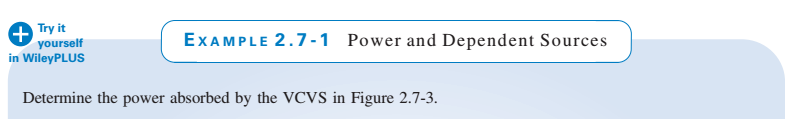 Try it
yourself
in WileyPLUS
EXAMPLE 2.7-1 Power and Dependent Sources
Determine the power absorbed by the VCVS in Figure 2.7-3.